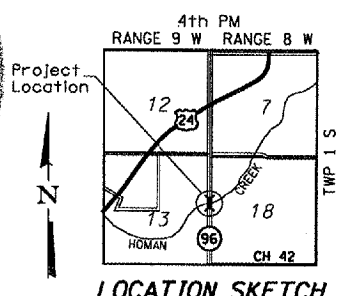 4th PM
RANGE 9 W RANGE 8 W
Project
Location
12
7
24
TWP 1 S
N
CREEK
13
18
HOMAN
96
CH 42
LOCATION SKETCH